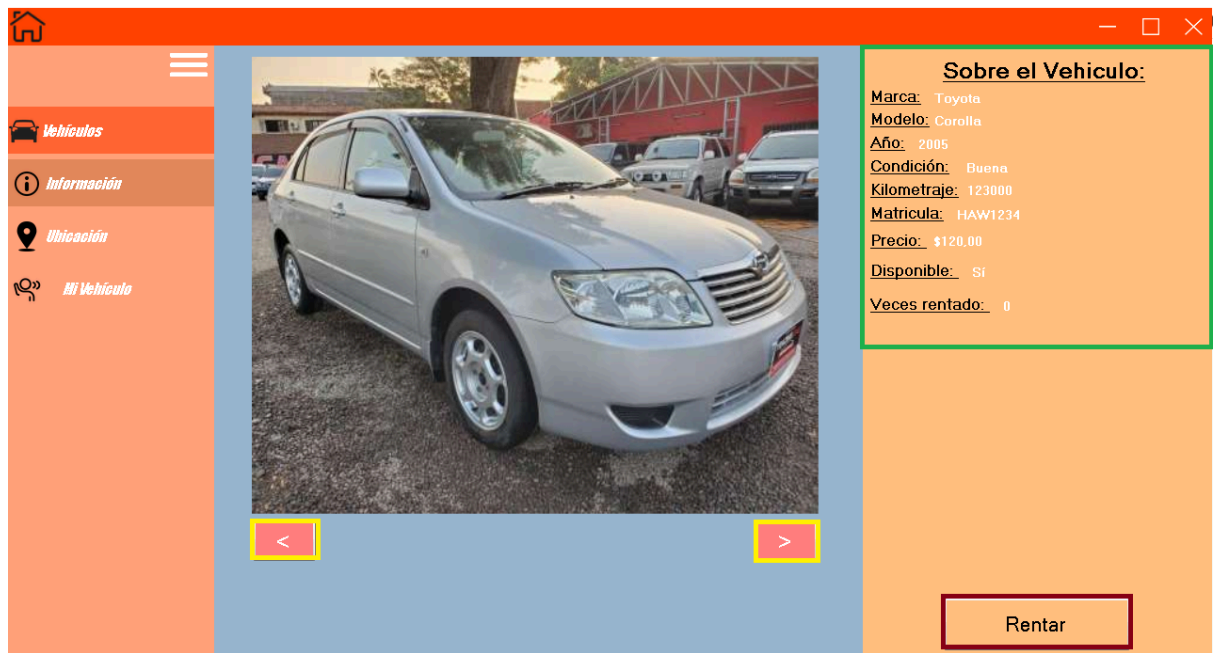 Vehículos
Información
Ubicación
Mi Vehículo
<
>
Sobre el Vehiculo:
Marca: Toyota
Modelo: Corolla
Año: 2005
Condición: Buena
Kilometraje: 123000
Matricula: HAW1234
Precio: $120,00
Disponible: Sí
Veces rentado: 0
Rentar